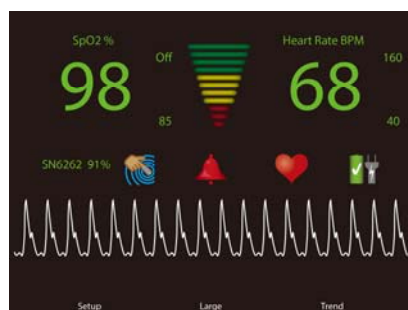 SpO2 %
Off
Heart Rate BPM
160
98
68
85
40
SN6262 91%
Setup
Large
Trend